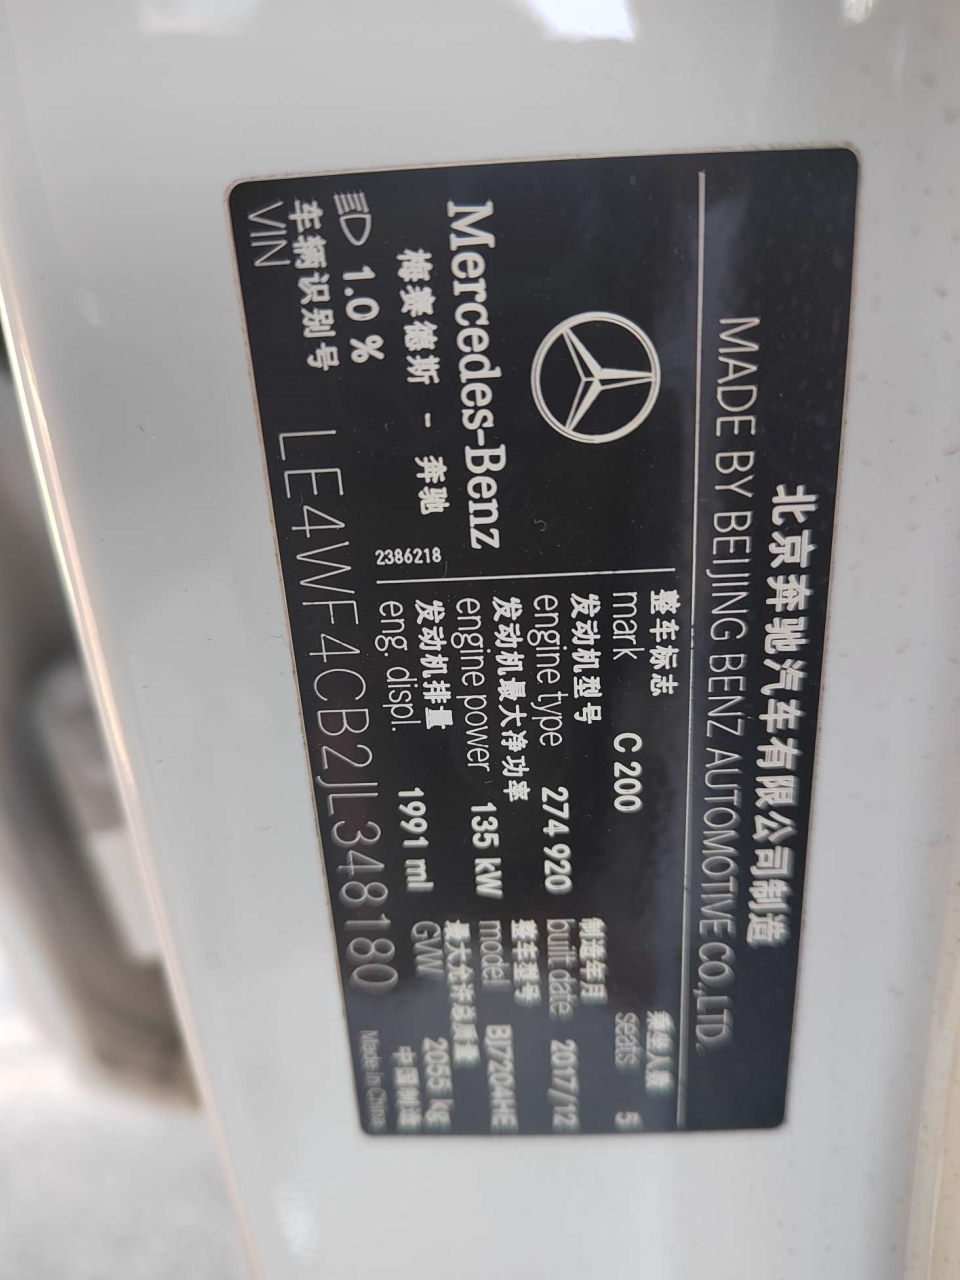 北京奔驰汽车有限公司制造
MADE BY BEIJING BENZ AUTOMOTIVE CO.,LTD.
Mercedes-Benz
梅赛德斯 - 奔驰
2386218
整车标志
mark C 200
乘坐人数
seats 5
发动机型号
engine type 274 920
制造年月
built date 2017/12
发动机最大净功率
engine power 135 kW
整车型号
model BJ7204HE
发动机排量
eng. displ. 1991 ml
最大允许总质量
GVW 2055 kg
1.0 %
车辆识别号
VIN LE4WF4CB2JL348180
中国制造
Made in China